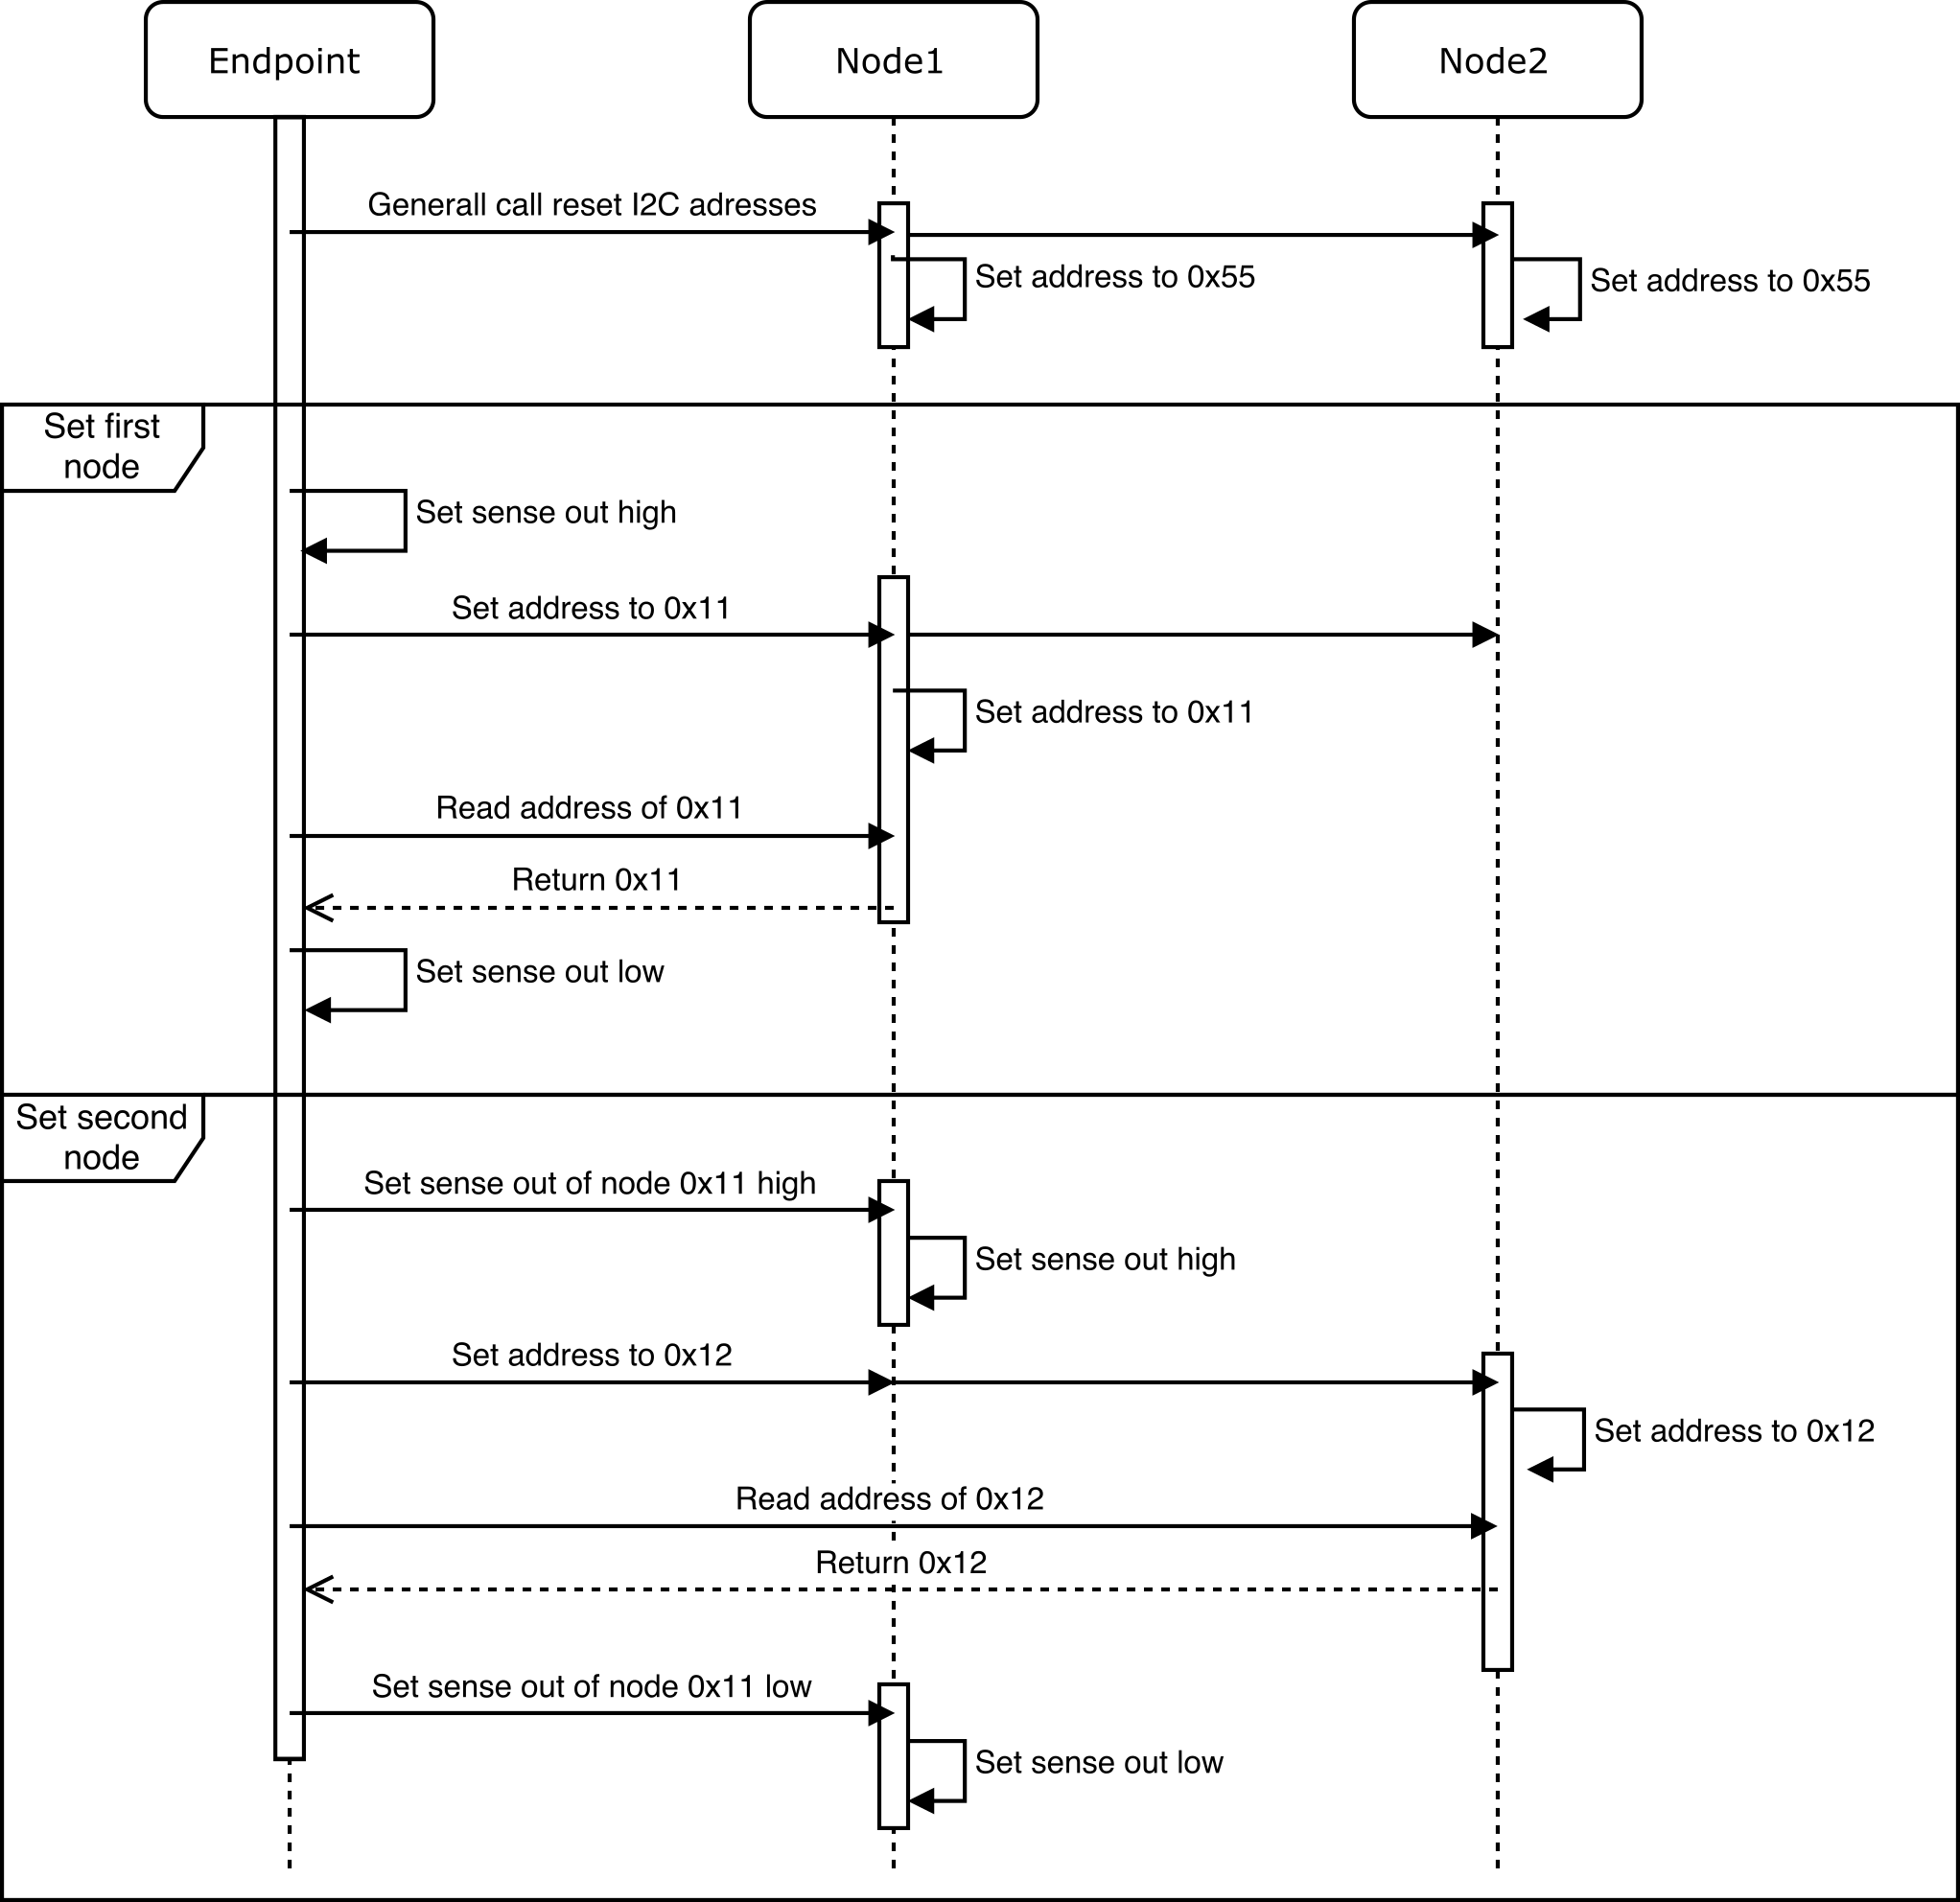 Endpoint
Node1
Node2
Generall call reset I2C adresses
Set address to 0x55
Set address to 0x55
Set first
node
Set sense out high
Set address to 0x11
Set address to 0x11
Read address of 0x11
Return 0x11
Set sense out low
Set second
node
Set sense out of node 0x11 high
Set sense out high
Set address to 0x12
Set address to 0x12
Read address of 0x12
Return 0x12
Set sense out of node 0x11 low
Set sense out low